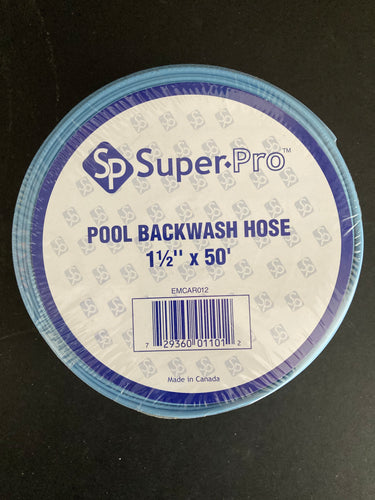 SP Super·Pro™
POOL BACKWASH HOSE
1½" x 50'
EMCAR012
7 29360 01101 2
Made in Canada